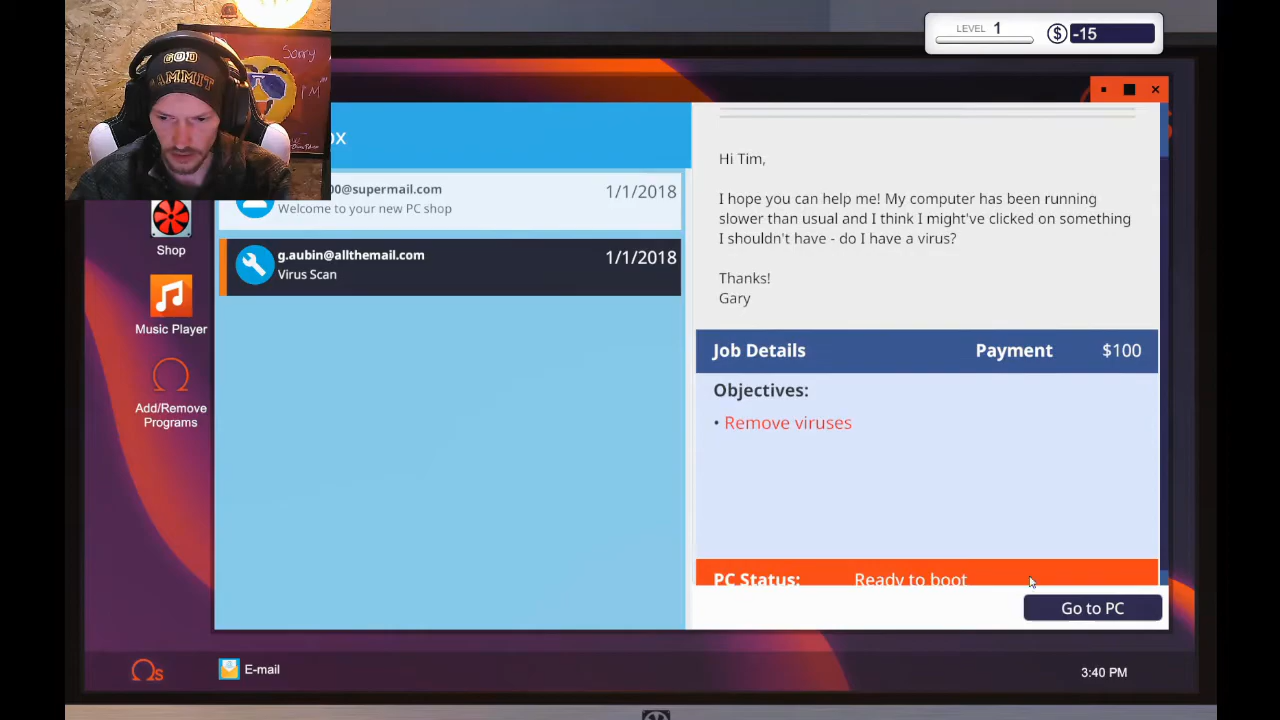 GOD
DAMMIT
Sorry
LEVEL 1
$ -15
ox
00@supermail.com 1/1/2018
Welcome to your new PC shop
g.aubin@allthemail.com 1/1/2018
Virus Scan
Shop
Music Player
Add/Remove
Programs
Hi Tim,
I hope you can help me! My computer has been running
slower than usual and I think I might've clicked on something
I shouldn't have - do I have a virus?
Thanks!
Gary
Job Details Payment $100
Objectives:
• Remove viruses
PC Status: Ready to boot
Go to PC
Ωs E-mail 3:40 PM